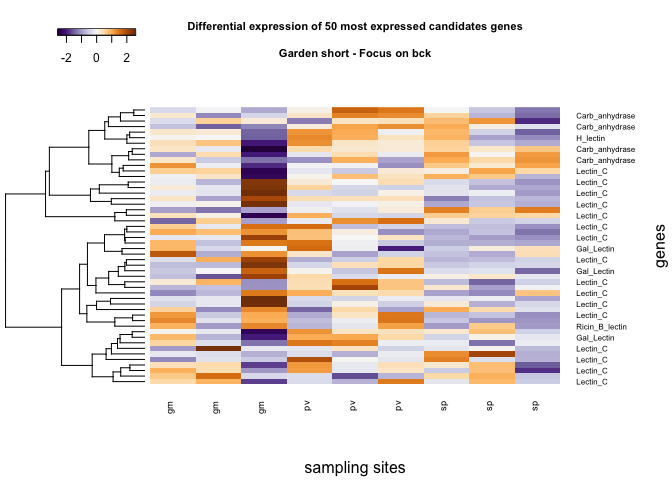 Differential expression of 50 most expressed candidates genes
Garden short - Focus on bck
-2 0 2
Carb_anhydrase
Carb_anhydrase
H_lectin
Carb_anhydrase
Carb_anhydrase
Lectin_C
Lectin_C
Lectin_C
Lectin_C
Lectin_C
Lectin_C
Lectin_C
Gal_Lectin
Lectin_C
Gal_Lectin
Lectin_C
Lectin_C
Lectin_C
Lectin_C
Ricin_B_lectin
Gal_Lectin
Lectin_C
Lectin_C
Lectin_C
Lectin_C
genes
gm gm gm pv pv pv sp sp sp
sampling sites